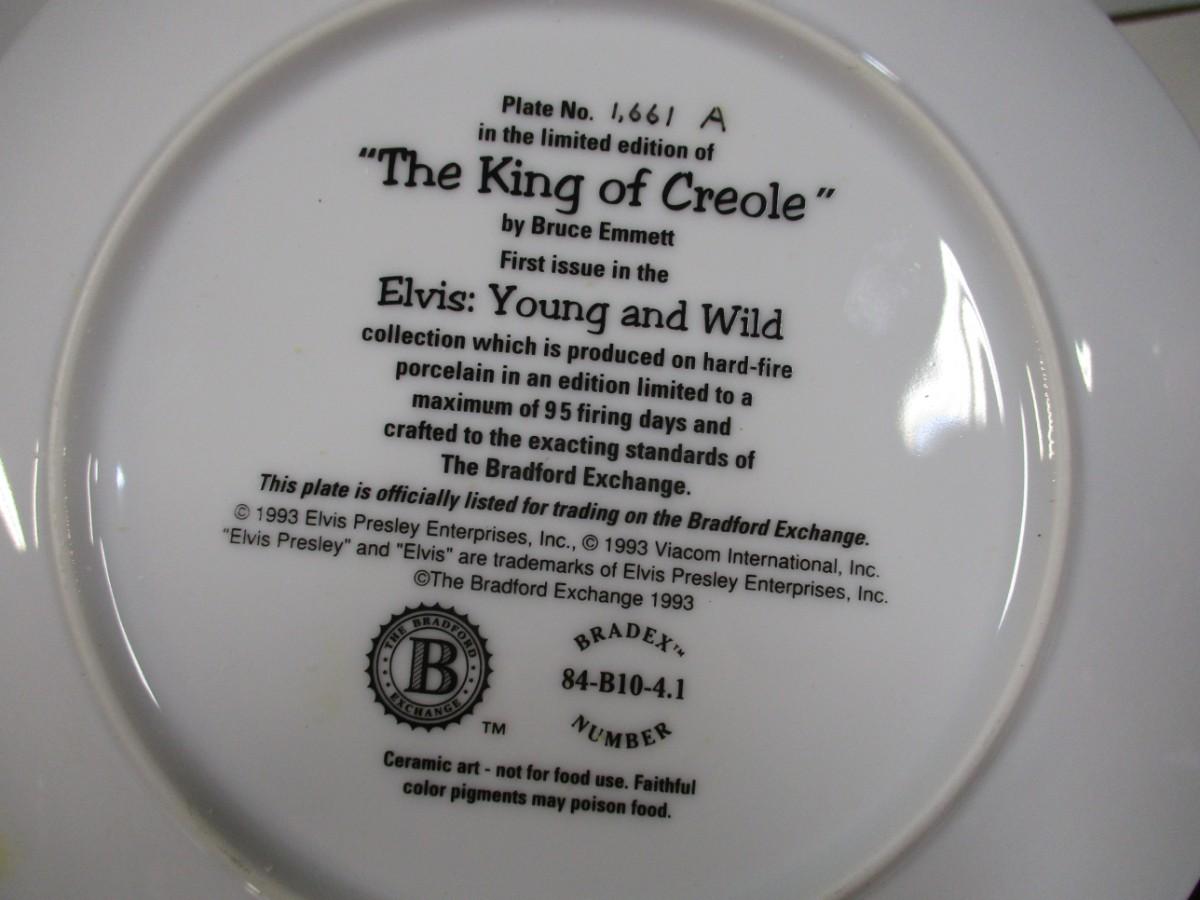 Plate No. 1,661 A
in the limited edition of
"The King of Creole"
by Bruce Emmett
First issue in the
Elvis: Young and Wild
collection which is produced on hard-fire
porcelain in an edition limited to a
maximum of 95 firing days and
crafted to the exacting standards of
The Bradford Exchange.
This plate is officially listed for trading on the Bradford Exchange.
© 1993 Elvis Presley Enterprises, Inc., © 1993 Viacom International, Inc.
"Elvis Presley" and "Elvis" are trademarks of Elvis Presley Enterprises, Inc.
©The Bradford Exchange 1993
THE BRADFORD
B
EXCHANGE
TM
BRADEX™
84-B10-4.1
NUMBER
Ceramic art - not for food use. Faithful
color pigments may poison food.